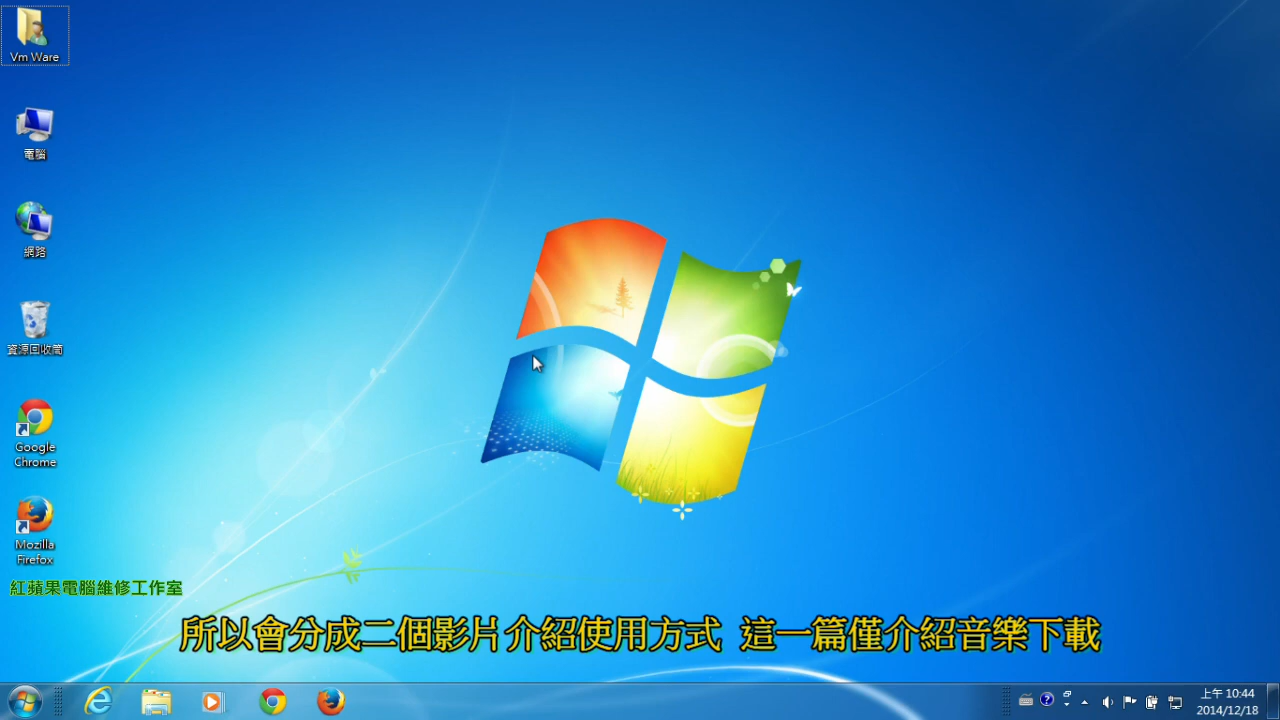 Vm Ware
電腦
網路
資源回收筒
Google
Chrome
Mozilla
Firefox
紅蘋果電腦維修工作室
所以會分成二個影片介紹使用方式 這一篇僅介紹音樂下載
上午 10:44
2014/12/18